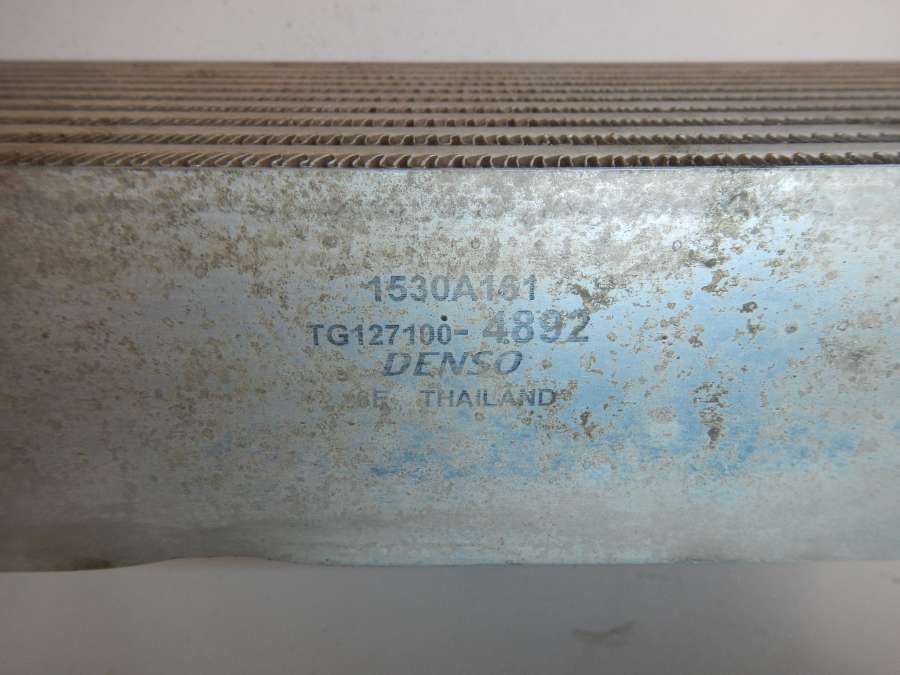 1530A161
TG127100-4892
DENSO
THAILAND